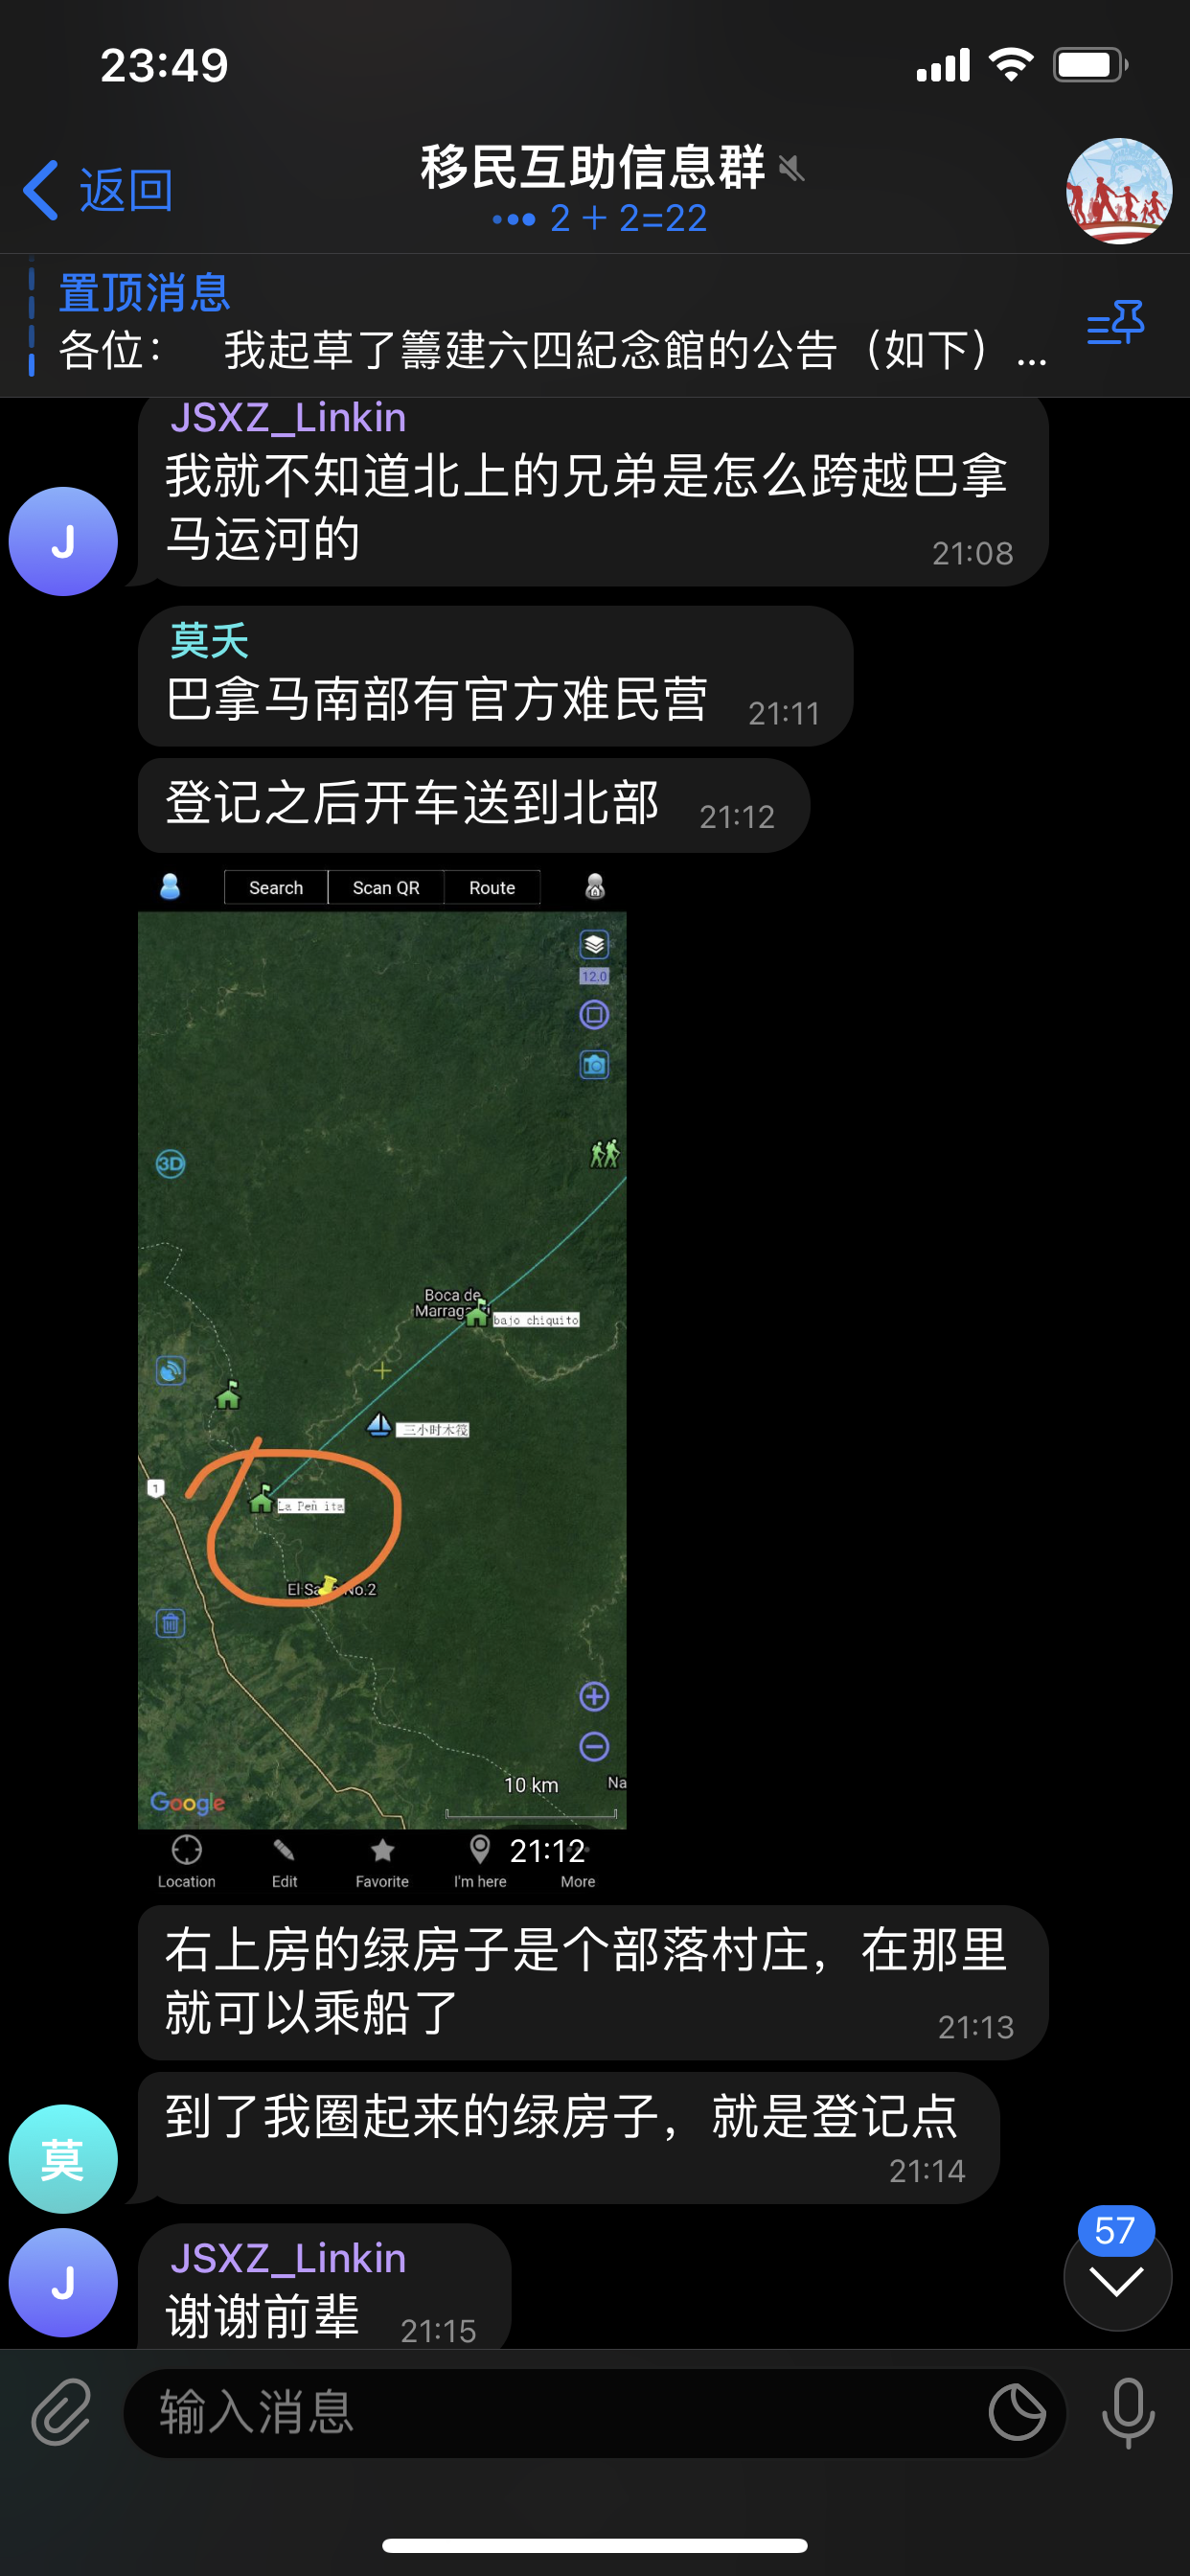 23:49
返回
移民互助信息群
2 + 2=22
置顶消息
各位： 我起草了籌建六四紀念館的公告（如下）...
JSXZ_Linkin
我就不知道北上的兄弟是怎么跨越巴拿
马运河的
21:08
J
莫夭
巴拿马南部有官方难民营
21:11
登记之后开车送到北部
21:12
Search
Scan QR
Route
12.0
3D
Boca de
bajo chiquito
三小时木筏
1
La Peñ ita
10 km
Na
Google
21:12
Location
Edit
Favorite
I'm here
More
右上房的绿房子是个部落村庄，在那里
就可以乘船了
21:13
到了我圈起来的绿房子，就是登记点
21:14
莫
57
JSXZ_Linkin
谢谢前辈
21:15
J
输入消息